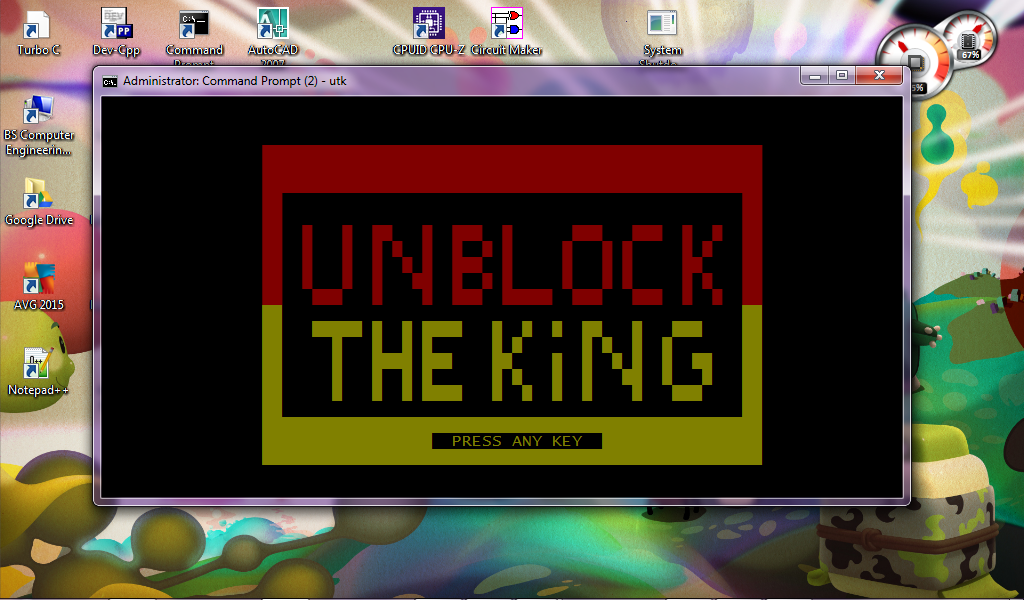 Turbo C
Dev-Cpp
Command
AutoCAD
CPUID CPU-Z
Circuit Maker
System
67%
Administrator: Command Prompt (2) - utk
BS Computer
Engineerin...
Google Drive
AVG 2015
Notepad++
UNBLOCK
THE KiNG
PRESS ANY KEY